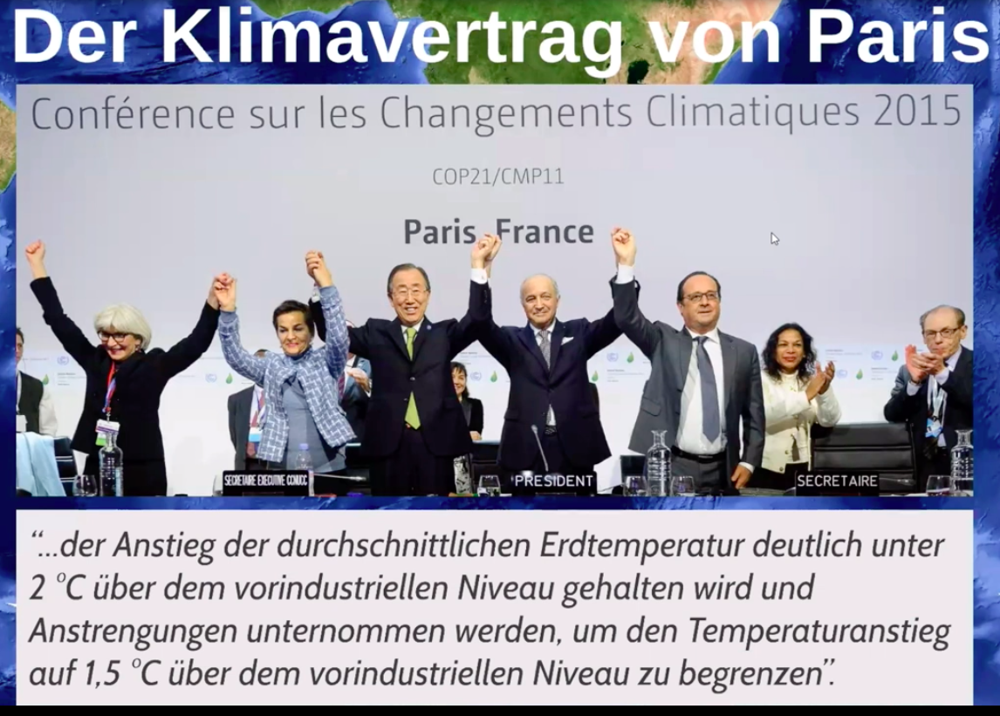 Der Klimavertrag von Paris
Conférence sur les Changements Climatiques 2015
COP21/CMP11
Paris, France
SECRETAIRE EXECUTIVE CCNUCC
PRESIDENT
SECRETAIRE
“...der Anstieg der durchschnittlichen Erdtemperatur deutlich unter
2 °C über dem vorindustriellen Niveau gehalten wird und
Anstrengungen unternommen werden, um den Temperaturanstieg
auf 1,5 °C über dem vorindustriellen Niveau zu begrenzen”.